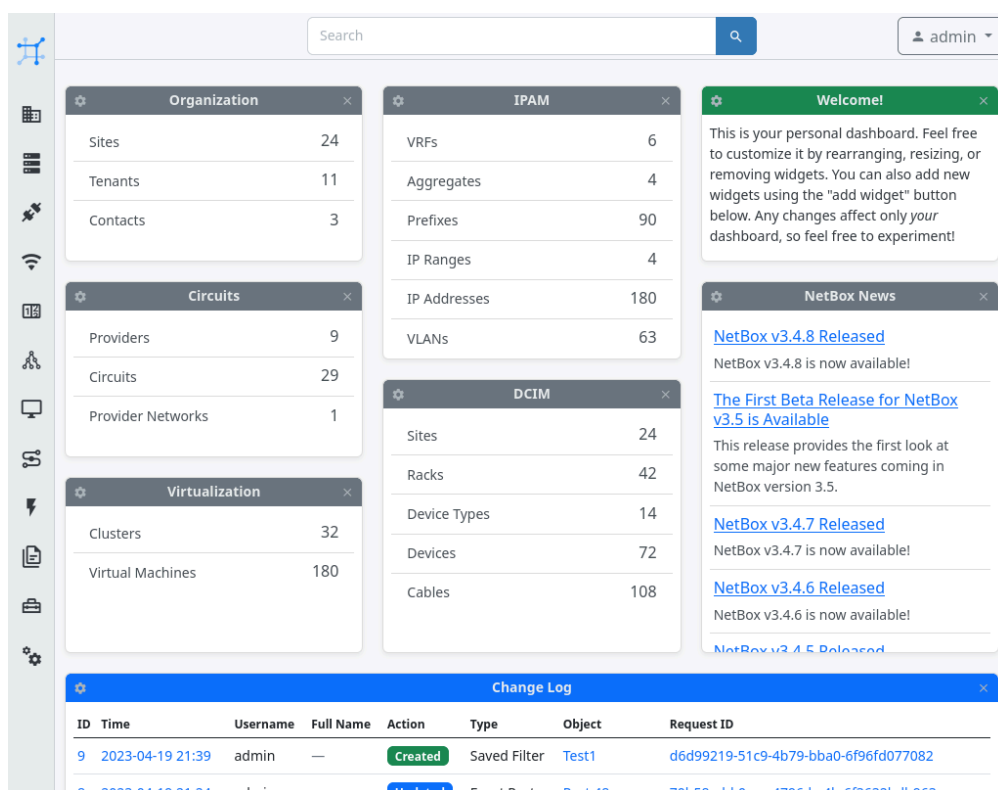 Search
admin
Organization
Sites 24
Tenants 11
Contacts 3
Circuits
Providers 9
Circuits 29
Provider Networks 1
Virtualization
Clusters 32
Virtual Machines 180
IPAM
VRFs 6
Aggregates 4
Prefixes 90
IP Ranges 4
IP Addresses 180
VLANs 63
DCIM
Sites 24
Racks 42
Device Types 14
Devices 72
Cables 108
Welcome!
This is your personal dashboard. Feel free
to customize it by rearranging, resizing, or
removing widgets. You can also add new
widgets using the "add widget" button
below. Any changes affect only your
dashboard, so feel free to experiment!
NetBox News
NetBox v3.4.8 Released
NetBox v3.4.8 is now available!
The First Beta Release for NetBox
v3.5 is Available
This release provides the first look at
some major new features coming in
NetBox version 3.5.
NetBox v3.4.7 Released
NetBox v3.4.7 is now available!
NetBox v3.4.6 Released
NetBox v3.4.6 is now available!
NetBox v3.4.5 Released
Change Log
ID Time Username Full Name Action Type Object Request ID
9 2023-04-19 21:39 admin — Created Saved Filter Test1 d6d99219-51c9-4b79-bba0-6f96fd077082